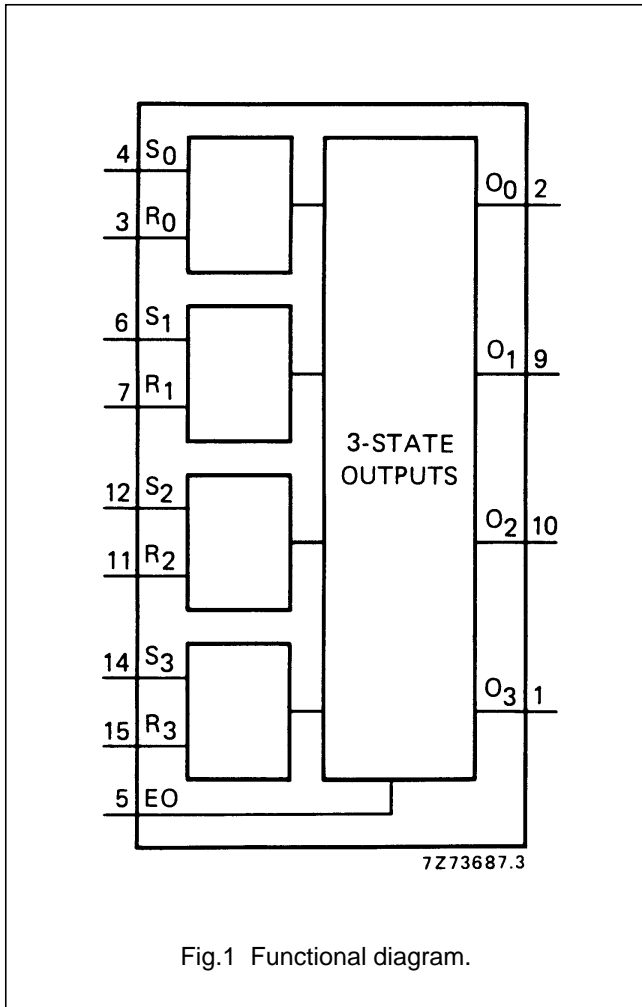 4 S0
O0 2
3 R0
6 S1
O1 9
7 R1
3-STATE
OUTPUTS
12 S2
O2 10
11 R2
14 S3
O3 1
15 R3
5 EO
7Z73687.3
Fig.1 Functional diagram.